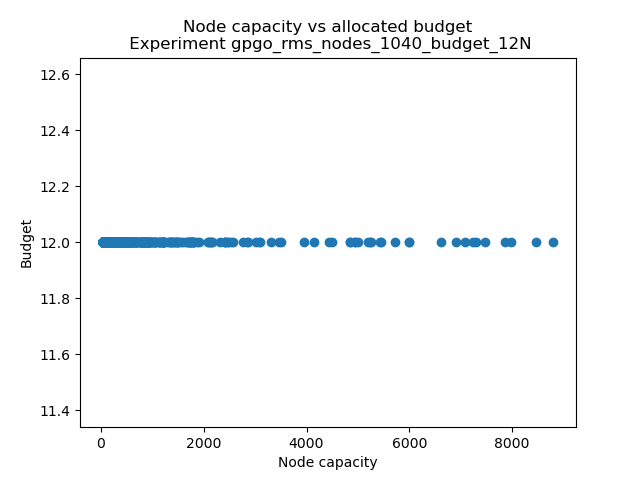 Node capacity vs allocated budget
Experiment gpgo_rms_nodes_1040_budget_12N
12.6
12.4
12.2
12.0
11.8
11.6
11.4
Budget
0 2000 4000 6000 8000
Node capacity